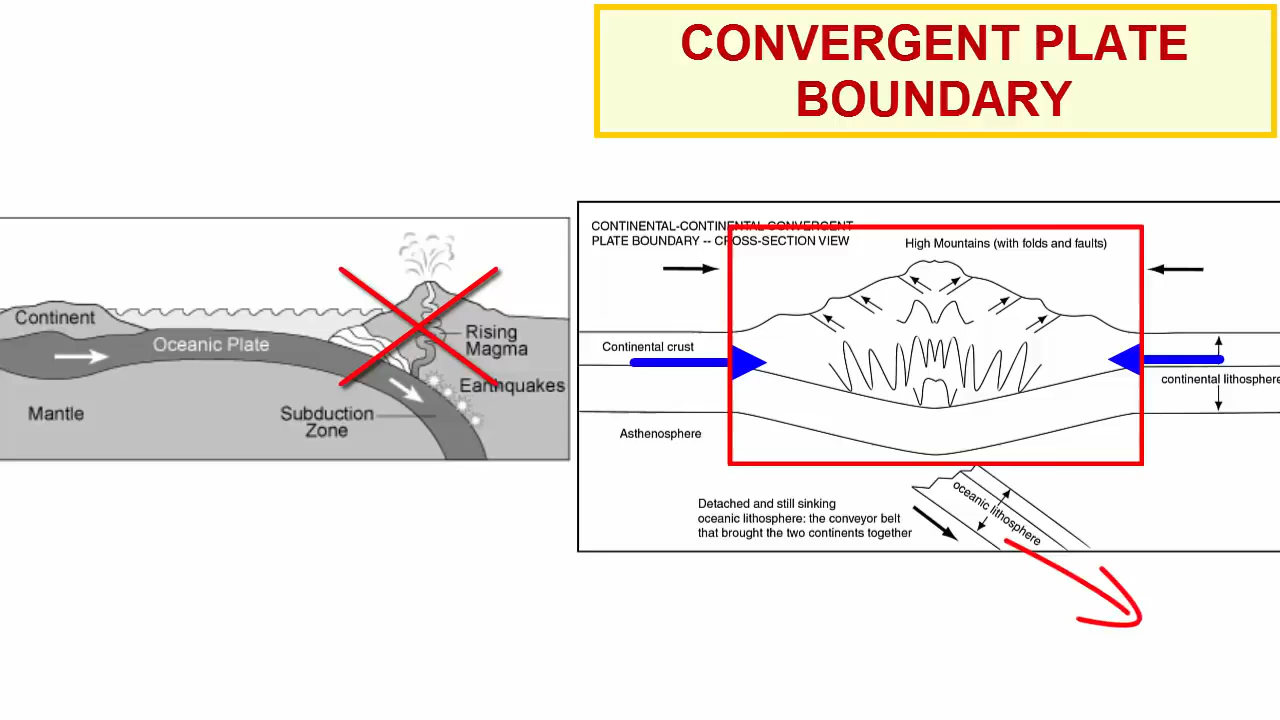 CONVERGENT PLATE
BOUNDARY
Continent
Oceanic Plate
Rising
Magma
Earthquakes
Mantle
Subduction
Zone
CONTINENTAL-CONTINENTAL CONVERGENT
PLATE BOUNDARY -- CROSS-SECTION VIEW
High Mountains (with folds and faults)
Continental crust
continental lithosphere
Asthenosphere
Detached and still sinking
oceanic lithosphere: the conveyor belt
that brought the two continents together
oceanic lithosphere